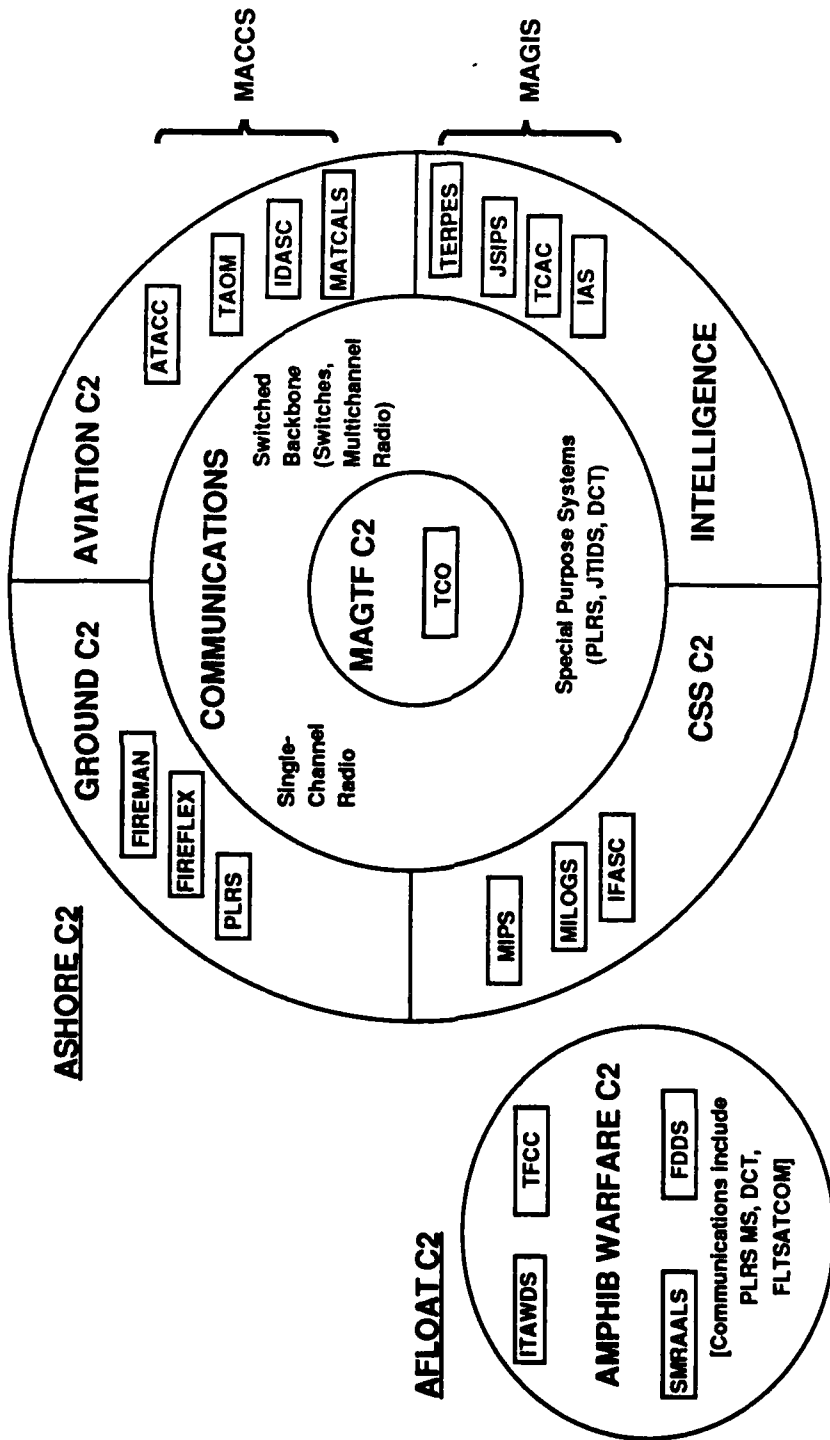 ASHORE C2
GROUND C2
FIREMAN
FIREFLEX
PLRS
AVIATION C2
ATACC
TAOM
IDASC
MATCALS
MACCS
COMMUNICATIONS
Single-
Channel
Radio
Switched
Backbone
(Switches,
Multichannel
Radio)
MAGTF C2
TCO
Special Purpose Systems
(PLRS, JTIDS, DCT)
CSS C2
MIPS
MILOGS
IFASC
INTELLIGENCE
TERPES
JSIPS
TCAC
IAS
MAGIS
AFLOAT C2
ITAWDS
TFCC
AMPHIB WARFARE C2
SMRAALS
FDDS
[Communications include
PLRS MS, DCT,
FLTSATCOM]